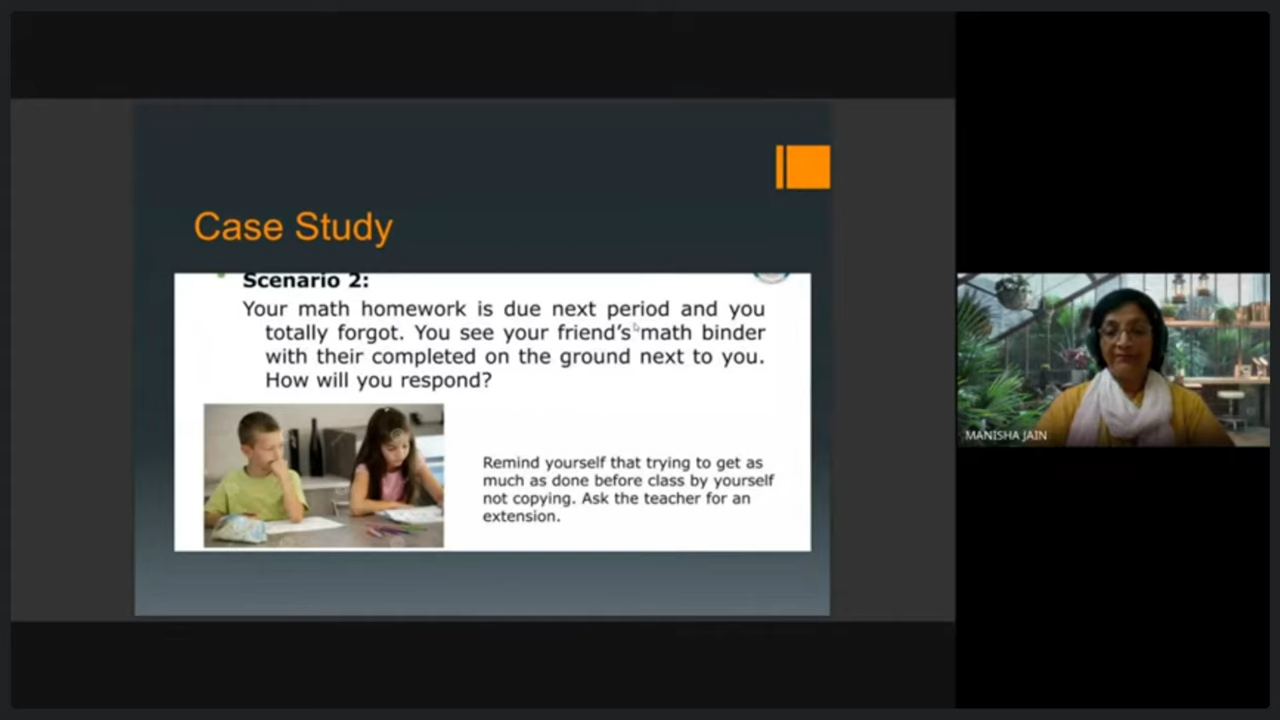 Case Study
Scenario 2:
Your math homework is due next period and you
totally forgot. You see your friend's math binder
with their completed on the ground next to you.
How will you respond?
Remind yourself that trying to get as
much as done before class by yourself
not copying. Ask the teacher for an
extension.
MANISHA JAIN